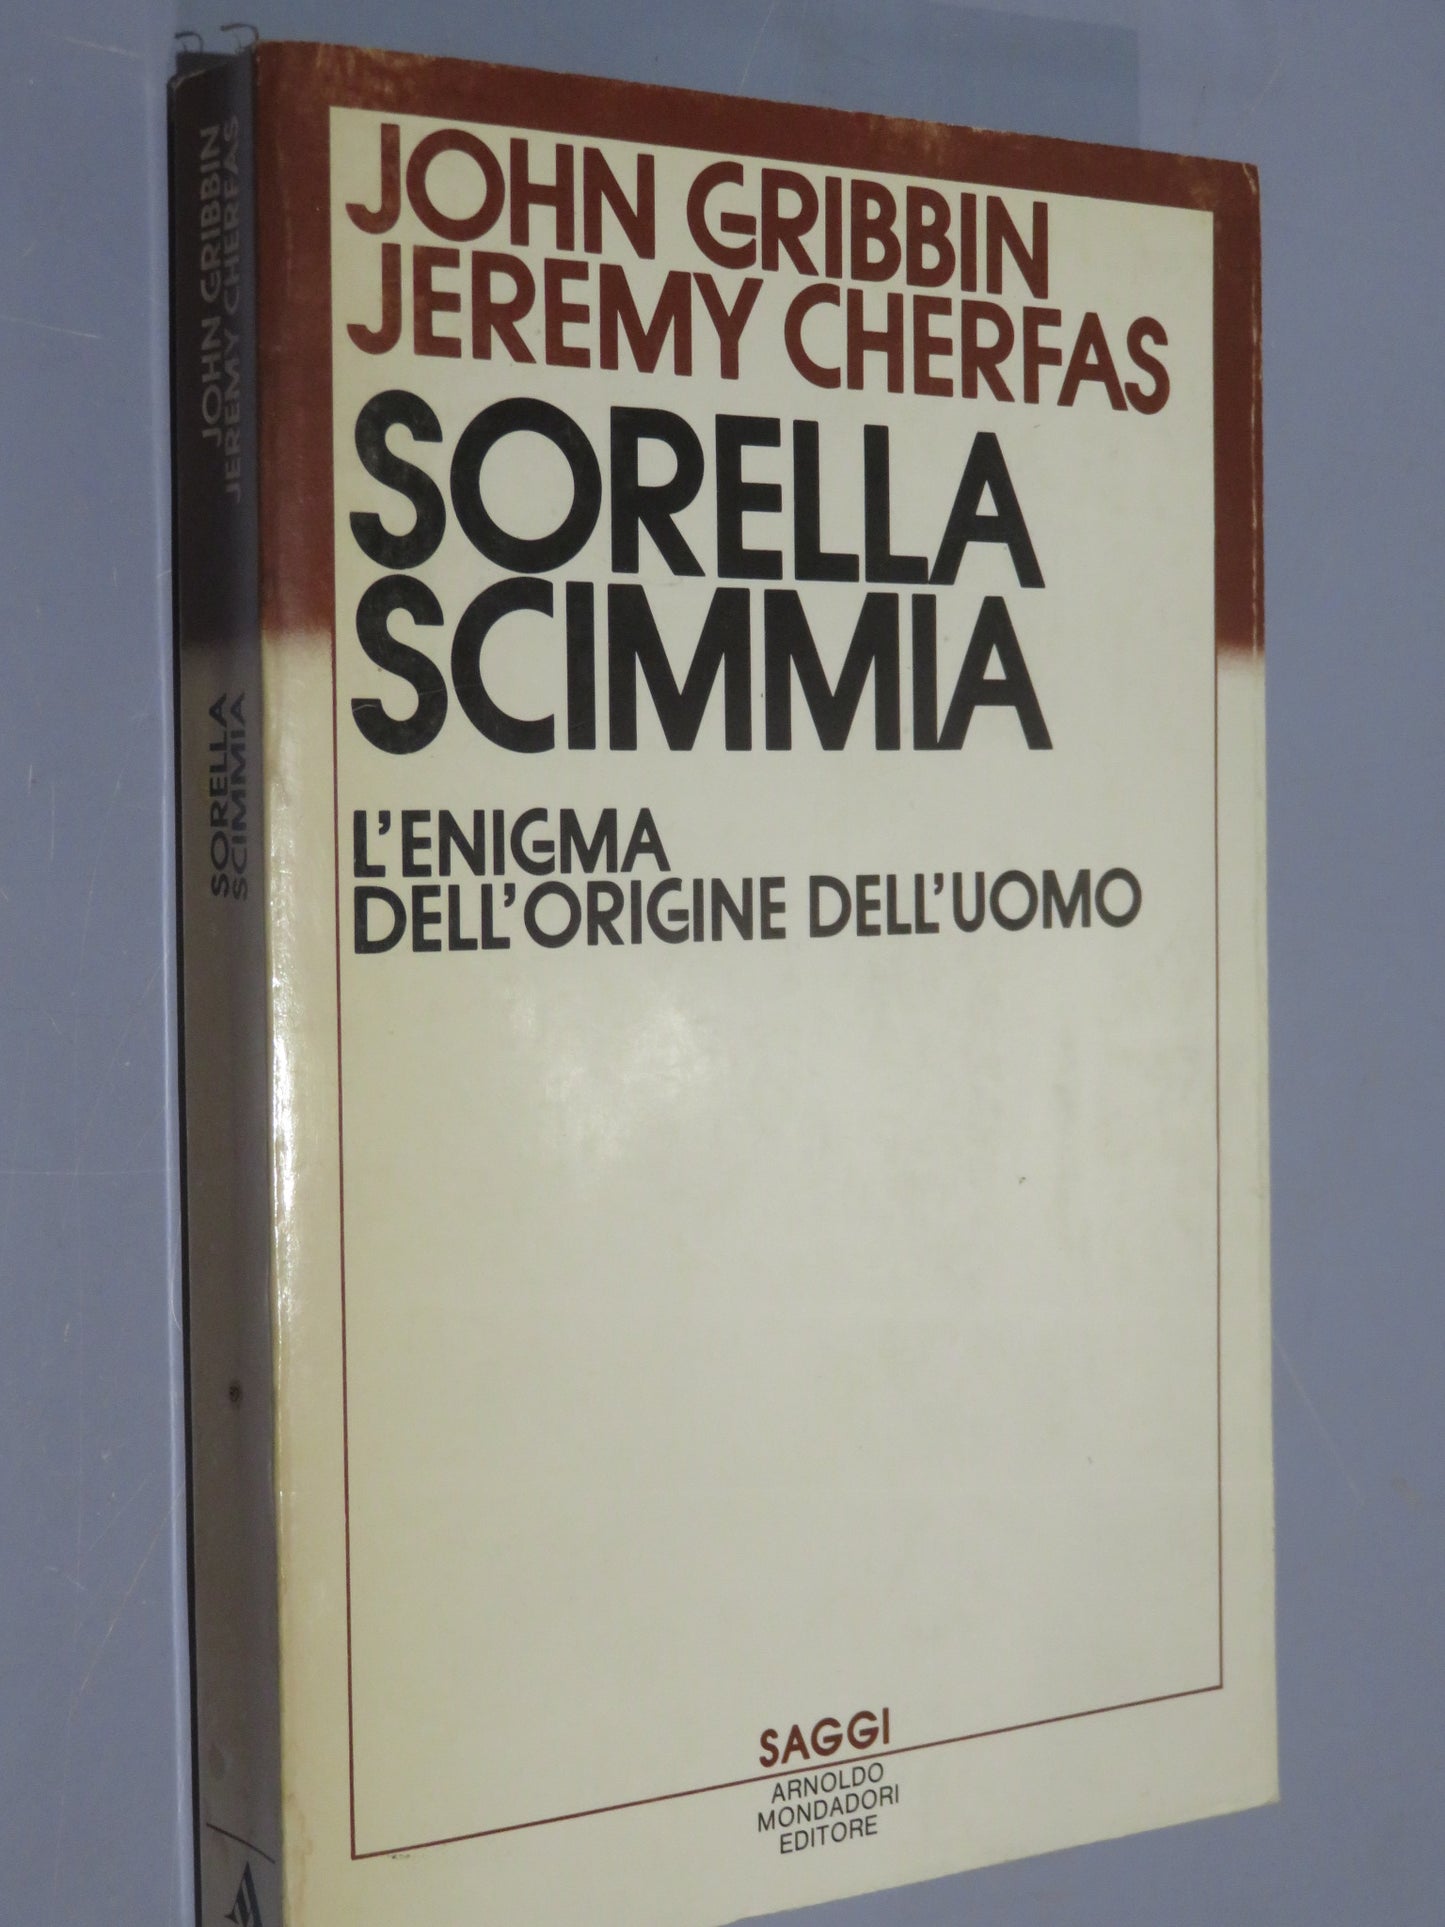 JOHN GRIBBIN
JEREMY CHERFAS
SORELLA
SCIMMIA
L'ENIGMA
DELL'ORIGINE DELL'UOMO
SAGGI
ARNOLDO
MONDADORI
EDITORE
JOHN GRIBBIN
JEREMY CHERFAS
SORELLA
SCIMMIA